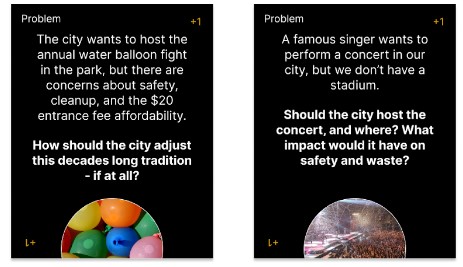 Problem
+1
The city wants to host the
annual water balloon fight
in the park, but there are
concerns about safety,
cleanup, and the $20
entrance fee affordability.
How should the city adjust
this decades long tradition
- if at all?
+1
Problem
+1
A famous singer wants to
perform a concert in our
city, but we don't have a
stadium.
Should the city host the
concert, and where? What
impact would it have on
safety and waste?
+1